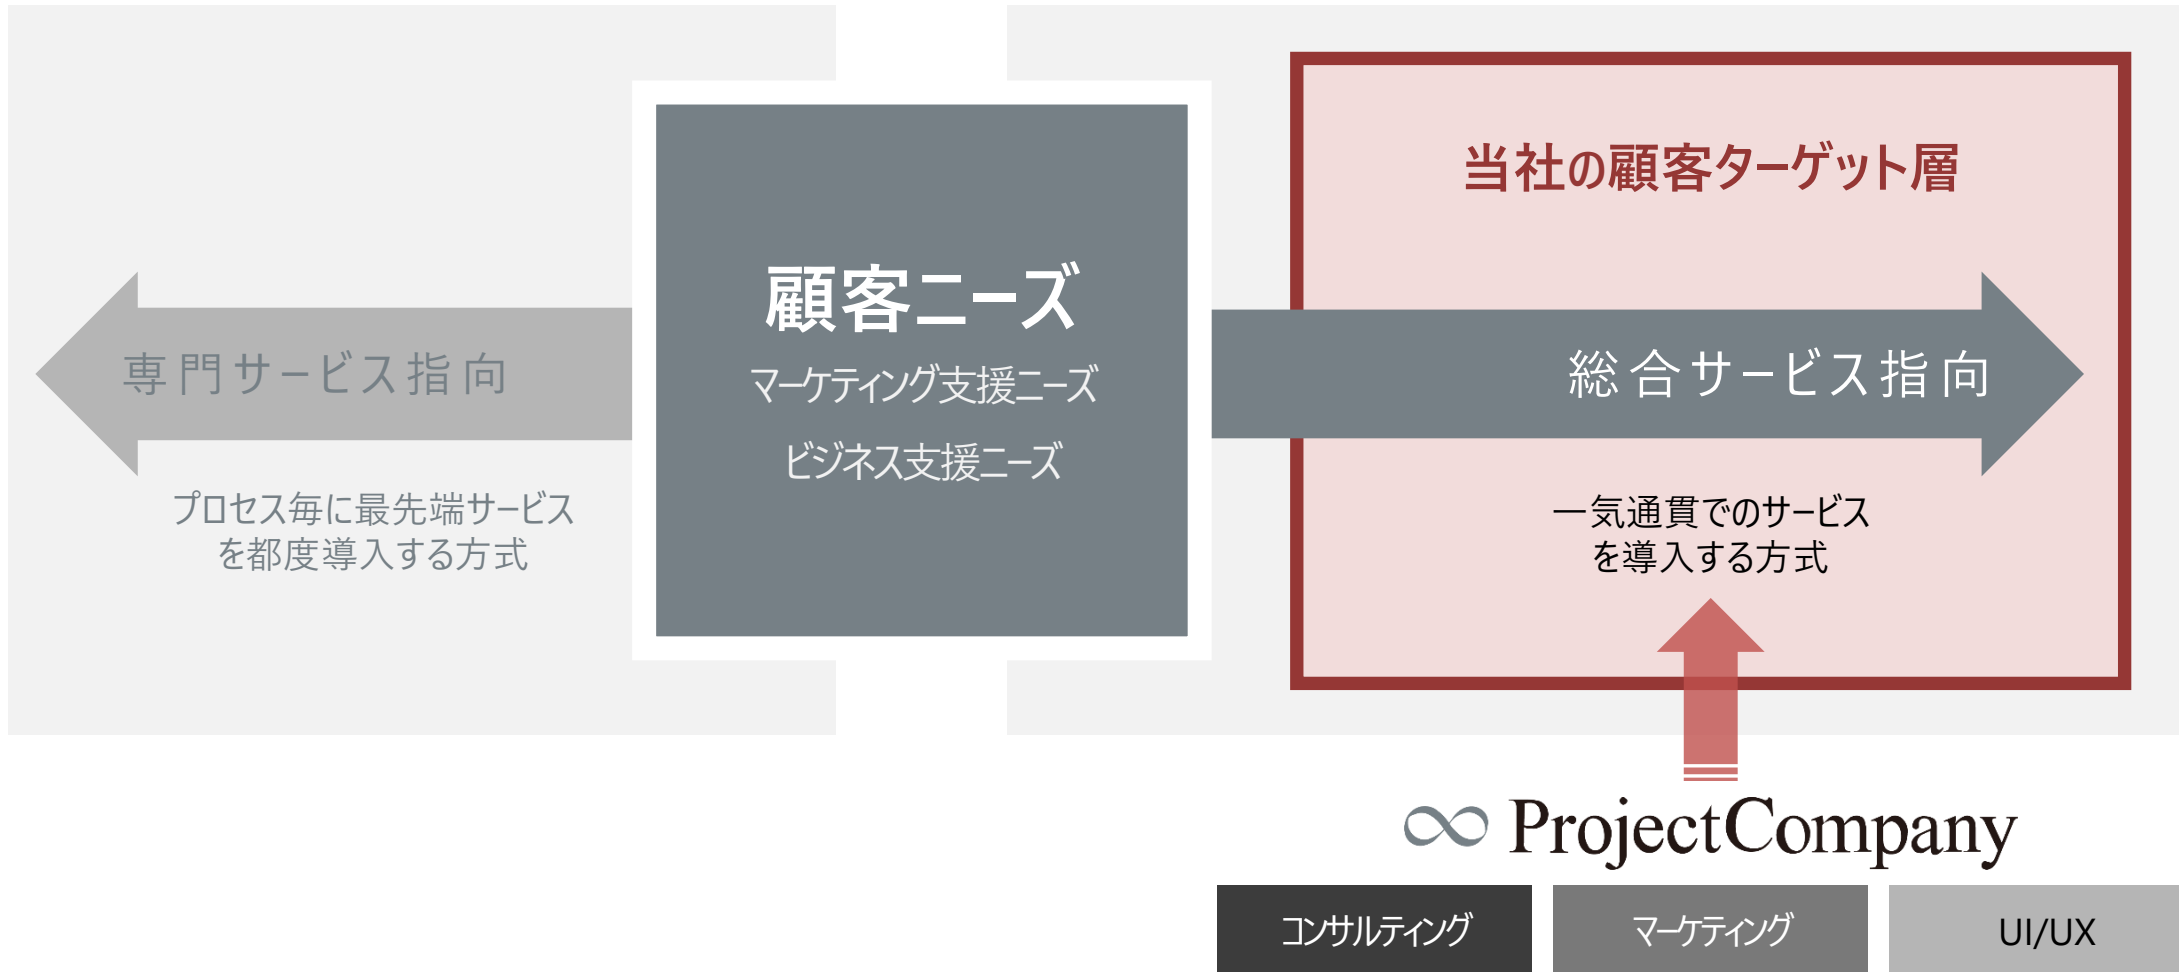 専門サービス指向
プロセス毎に最先端サービス
を都度導入する方式
顧客ニーズ
マーケティング支援ニーズ
ビジネス支援ニーズ
当社の顧客ターゲット層
総合サービス指向
一気通貫でのサービス
を導入する方式
ProjectCompany
コンサルティング
マーケティング
UI/UX